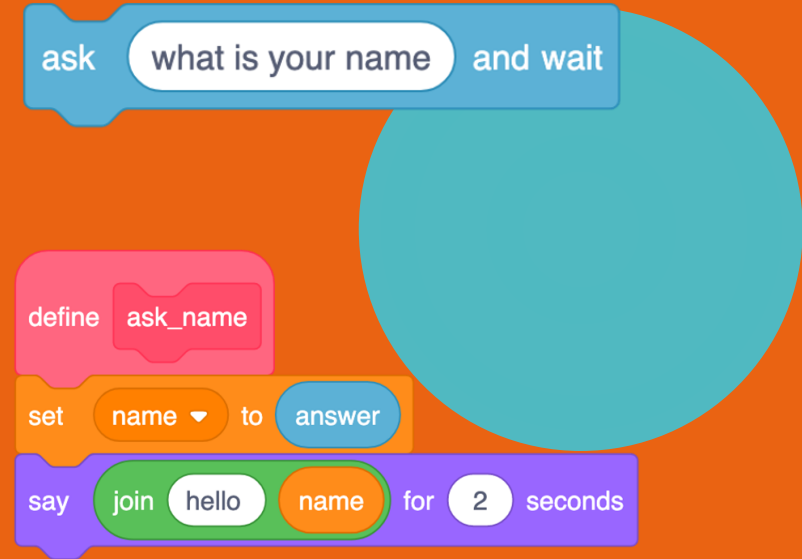 ask what is your name and wait
define ask_name
set name to answer
say join hello name for 2 seconds